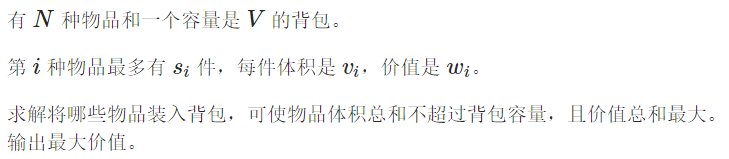 有 N 种物品和一个容量是 V 的背包。
第 i 种物品最多有 si 件，每件体积是 vi，价值是 wi。
求解将哪些物品装入背包，可使物品体积总和不超过背包容量，且价值总和最大。
输出最大价值。